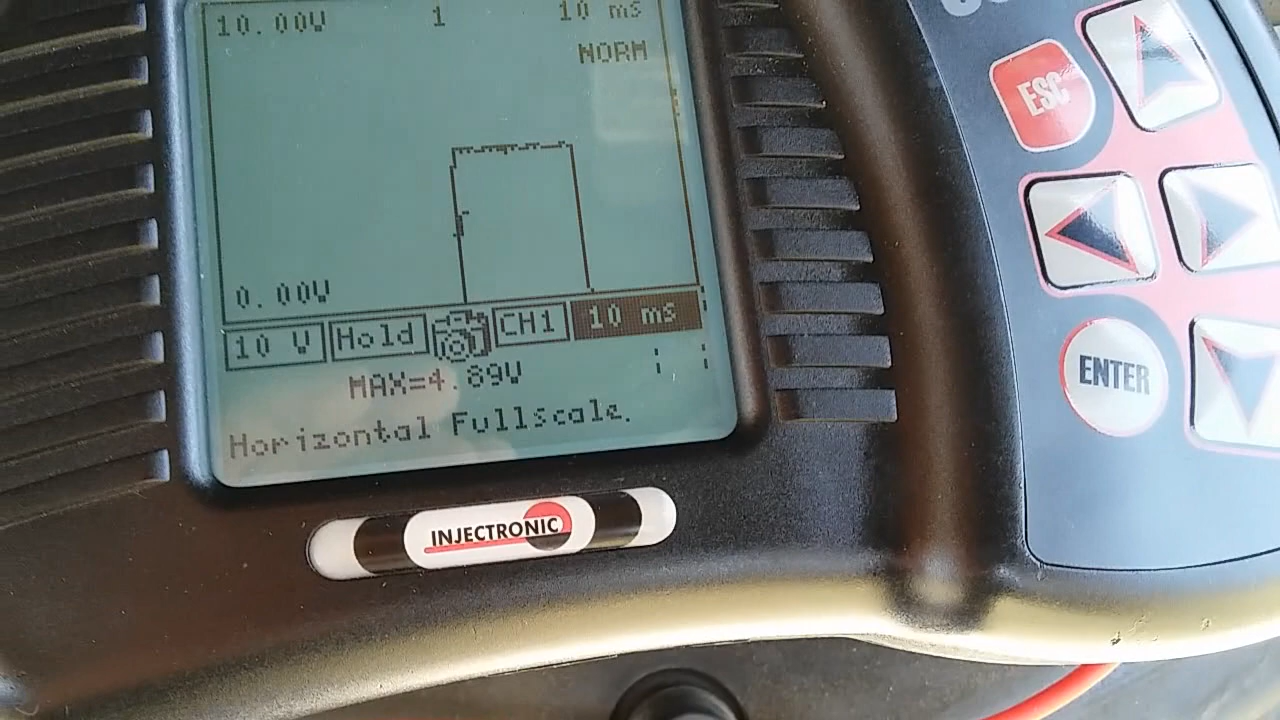 10.00V 1 10 ms
NORM
0.00V
10 V Hold CH1 10 ms
MAX=4.89V
Horizontal Fullscale.
INJECTRONIC
ESC
ENTER